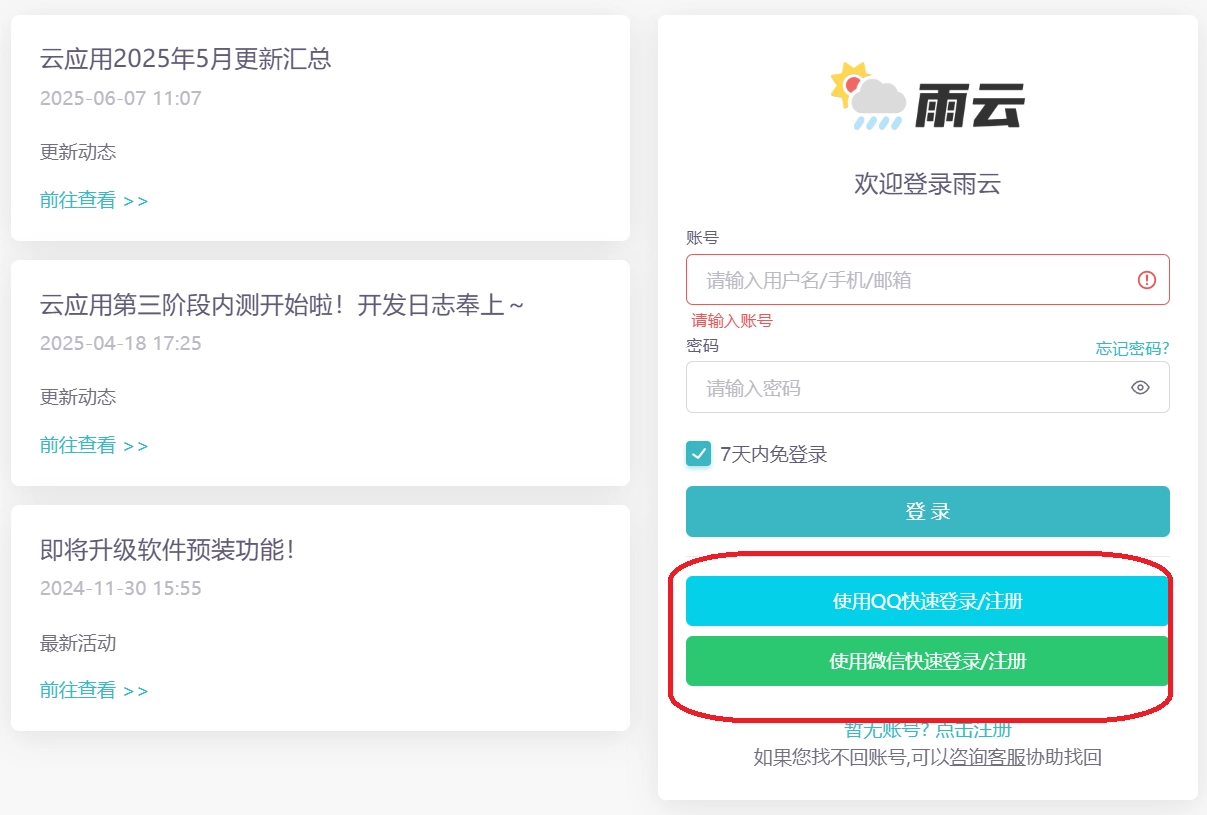 云应用2025年5月更新汇总
2025-06-07 11:07
更新动态
前往查看 >>
云应用第三阶段内测开始啦！开发日志奉上～
2025-04-18 17:25
更新动态
前往查看 >>
即将升级软件预装功能！
2024-11-30 15:55
最新活动
前往查看 >>
雨云
欢迎登录雨云
账号
请输入用户名/手机/邮箱
请输入账号
密码 忘记密码?
请输入密码
7天内免登录
登 录
使用QQ快速登录/注册
使用微信快速登录/注册
暂无账号? 点击注册
如果您找不回账号,可以咨询客服协助找回